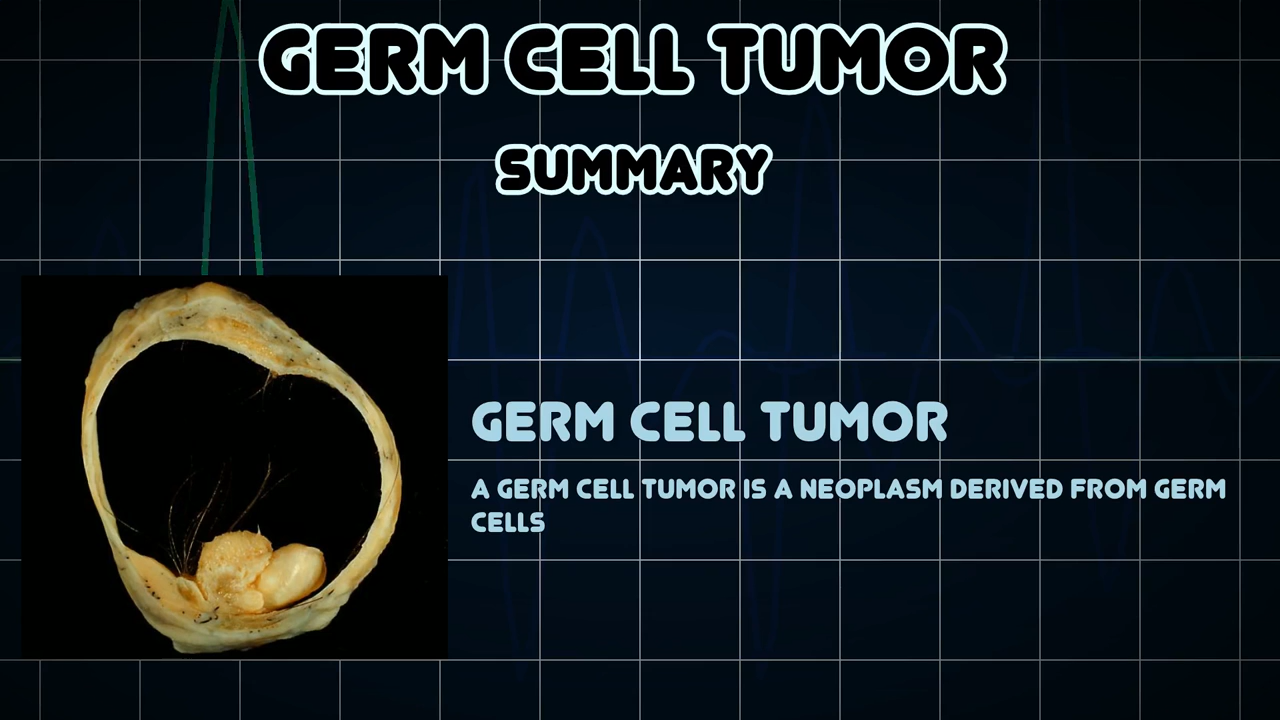 GERM CELL TUMOR
SUMMARY
GERM CELL TUMOR
A GERM CELL TUMOR IS A NEOPLASM DERIVED FROM GERM
CELLS